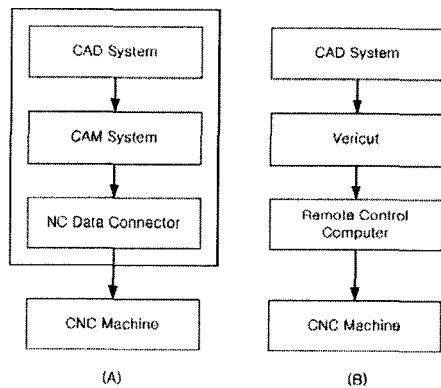 CAD System
CAM System
NC Data Connector
CNC Machine
(A)
CAD System
Vericut
Remote Control
Computer
CNC Machine
(B)